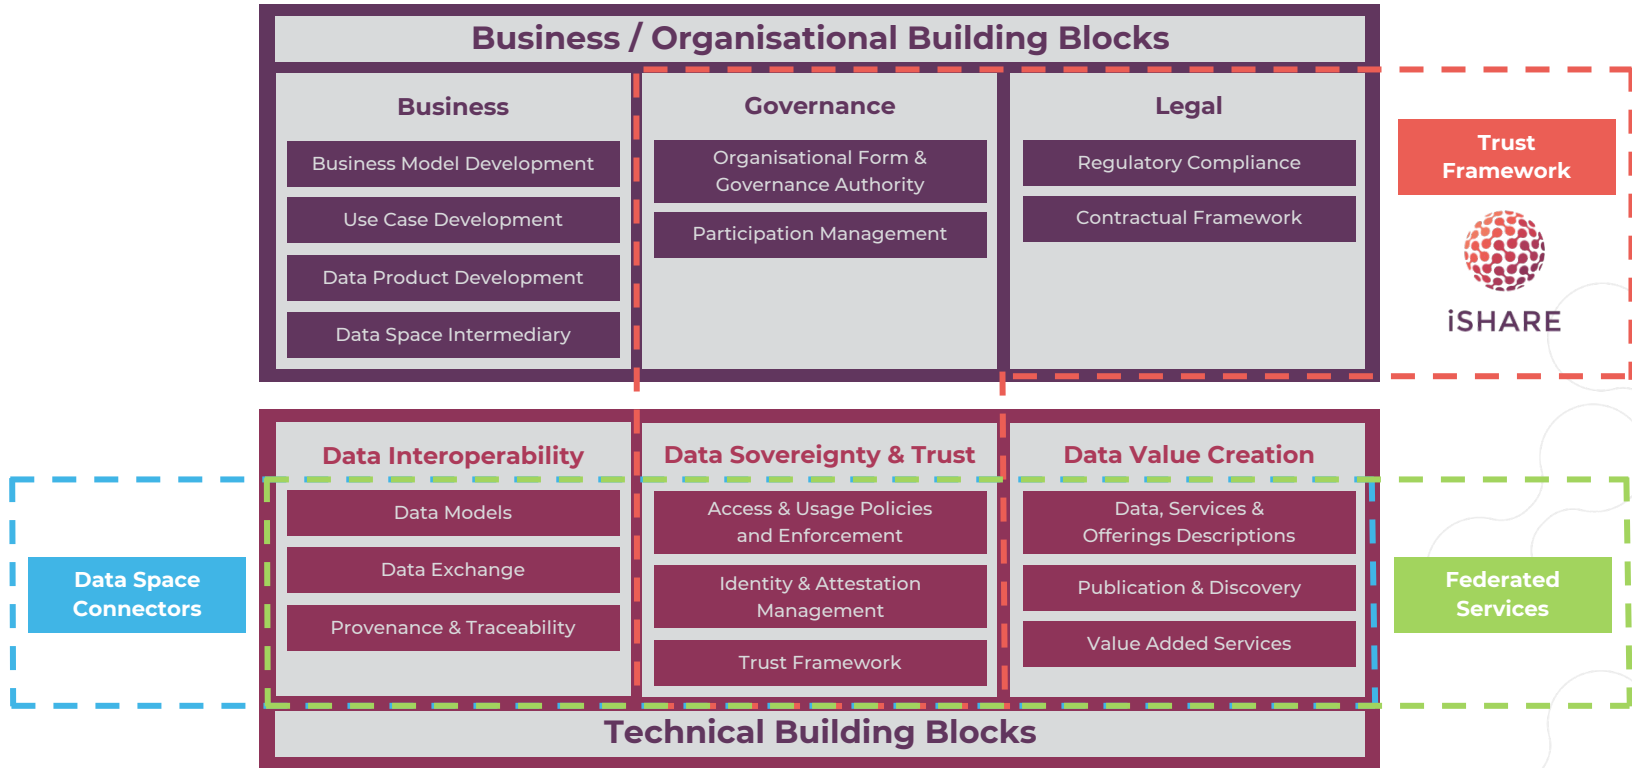 Business / Organisational Building Blocks
Business
Business Model Development
Use Case Development
Data Product Development
Data Space Intermediary
Governance
Organisational Form &
Governance Authority
Participation Management
Legal
Regulatory Compliance
Contractual Framework
Trust
Framework
iSHARE
Data Space
Connectors
Data Interoperability
Data Models
Data Exchange
Provenance & Traceability
Data Sovereignty & Trust
Access & Usage Policies
and Enforcement
Identity & Attestation
Management
Trust Framework
Data Value Creation
Data, Services &
Offerings Descriptions
Publication & Discovery
Value Added Services
Federated
Services
Technical Building Blocks